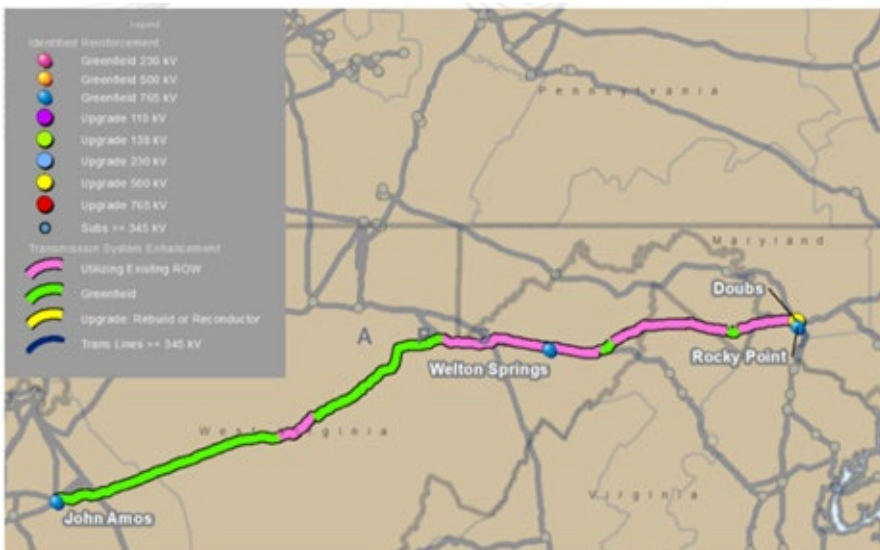 Legend
Identified Reinforcement
Greenfield 230 kV
Greenfield 500 kV
Greenfield 765 kV
Upgrade 115 kV
Upgrade 138 kV
Upgrade 230 kV
Upgrade 500 kV
Upgrade 765 kV
Subs >= 345 kV
Transmission System Enhancement
Utilizing Existing ROW
Greenfield
Upgrade: Rebuild or Reconductor
Trans Lines >= 345 kV
Pennsylvania
Maryland
Doubs
A
Rocky Point
Welton Springs
West Virginia
Virginia
John Amos